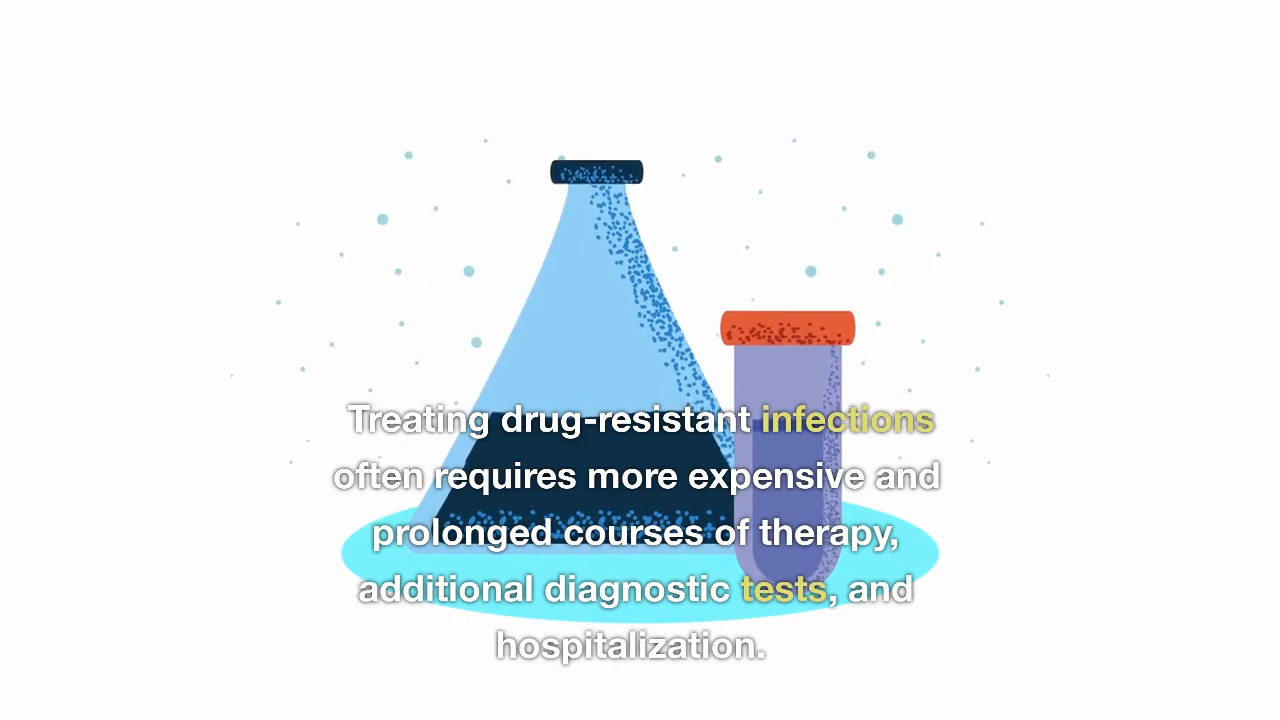 Treating drug-resistant infections
often requires more expensive and
prolonged courses of therapy,
additional diagnostic tests, and
hospitalization.